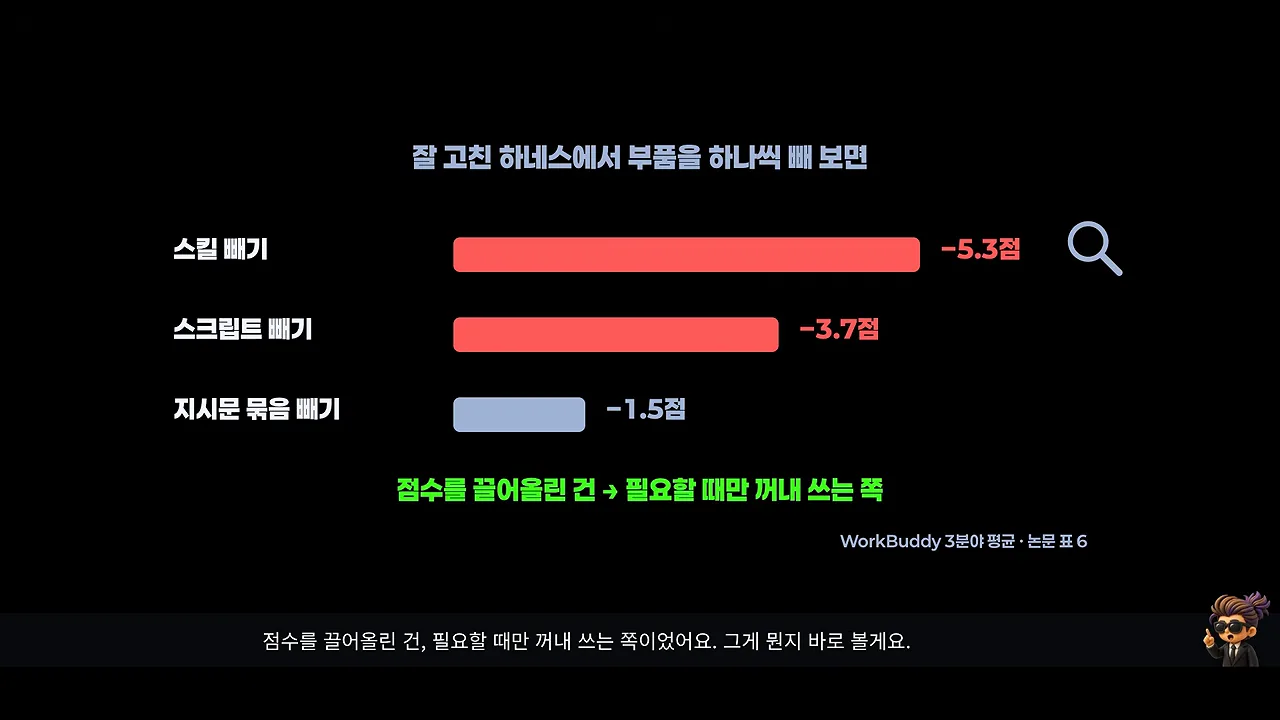 잘 고친 하네스에서 부품을 하나씩 빼 보면
스킬 빼기 −5.3점
스크립트 빼기 −3.7점
지시문 묶음 빼기 −1.5점
점수를 끌어올린 건 → 필요할 때만 꺼내 쓰는 쪽
WorkBuddy 3분야 평균 · 논문 표 6
점수를 끌어올린 건, 필요할 때만 꺼내 쓰는 쪽이었어요. 그게 뭔지 바로 볼게요.